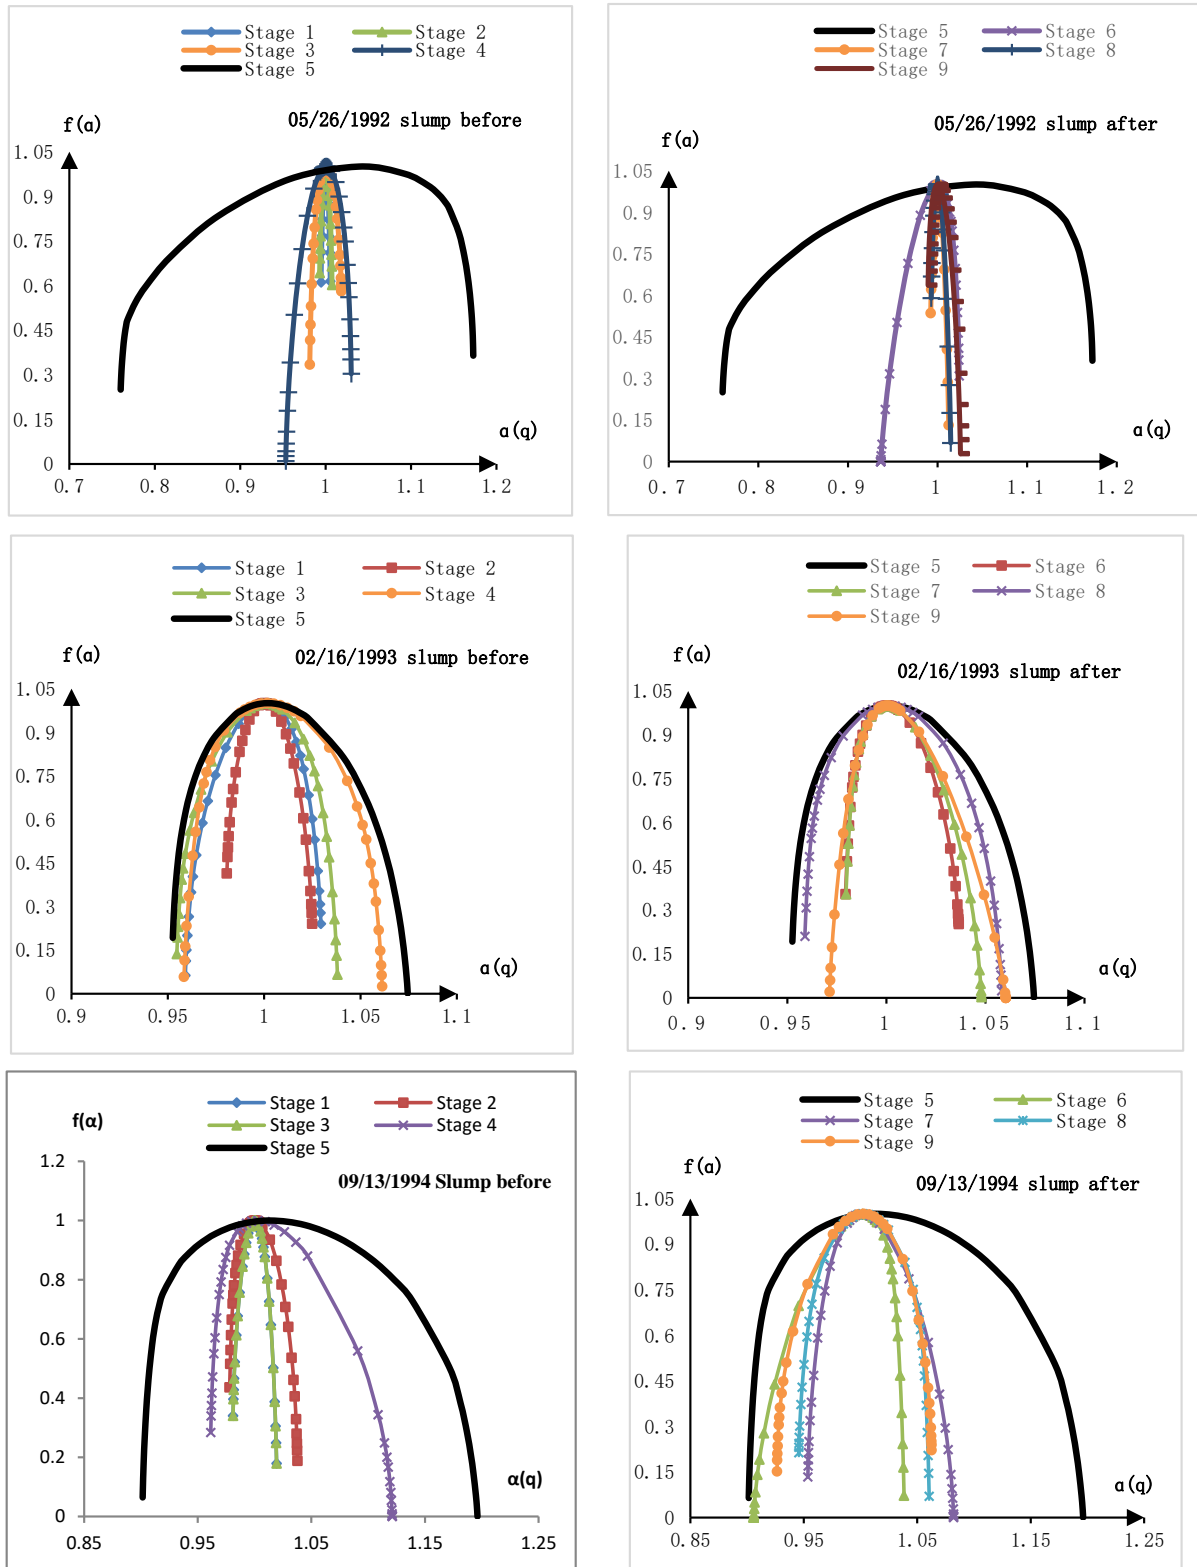 Stage 1 Stage 2
Stage 3 Stage 4
Stage 5
f(a)
05/26/1992 slump before
1.05
0.9
0.75
0.6
0.45
0.3
0.15
0
a(q)
0.7 0.8 0.9 1 1.1 1.2
Stage 5 Stage 6
Stage 7 Stage 8
Stage 9
f(a)
05/26/1992 slump after
1.05
0.9
0.75
0.6
0.45
0.3
0.15
0
a(q)
0.7 0.8 0.9 1 1.1 1.2
Stage 1 Stage 2
Stage 3 Stage 4
Stage 5
f(a)
02/16/1993 slump before
1.05
0.9
0.75
0.6
0.45
0.3
0.15
0
a(q)
0.9 0.95 1 1.05 1.1
Stage 5 Stage 6
Stage 7 Stage 8
Stage 9
f(a)
02/16/1993 slump after
1.05
0.9
0.75
0.6
0.45
0.3
0.15
0
a(q)
0.9 0.95 1 1.05 1.1
f(α)
Stage 1 Stage 2
Stage 3 Stage 4
Stage 5
09/13/1994 Slump before
1.2
1
0.8
0.6
0.4
0.2
0
α(q)
0.85 0.95 1.05 1.15 1.25
Stage 5 Stage 6
Stage 7 Stage 8
Stage 9
f(a)
09/13/1994 slump after
1.05
0.9
0.75
0.6
0.45
0.3
0.15
0
a(q)
0.85 0.95 1.05 1.15 1.25